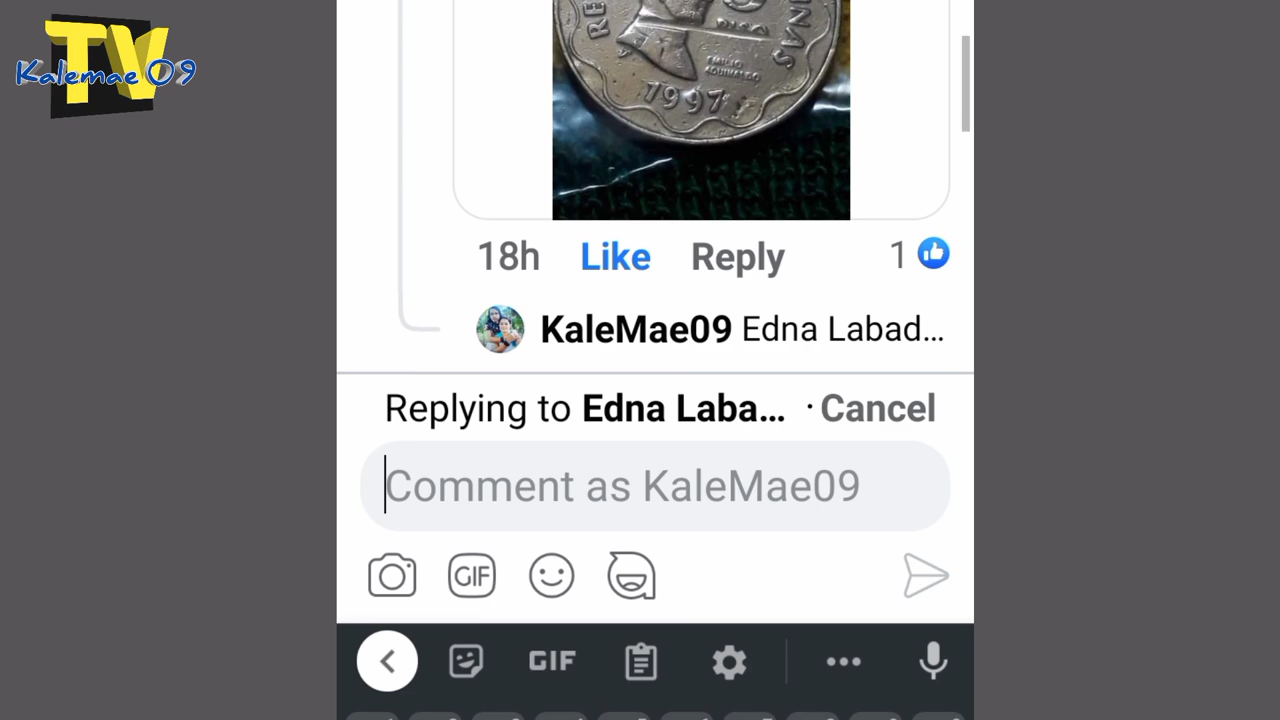 TV
Kalemae 09
EMILIO
AGUINALDO
1997
18h Like Reply 1
KaleMae09 Edna Labad...
Replying to Edna Laba... · Cancel
Comment as KaleMae09
GIF
GIF